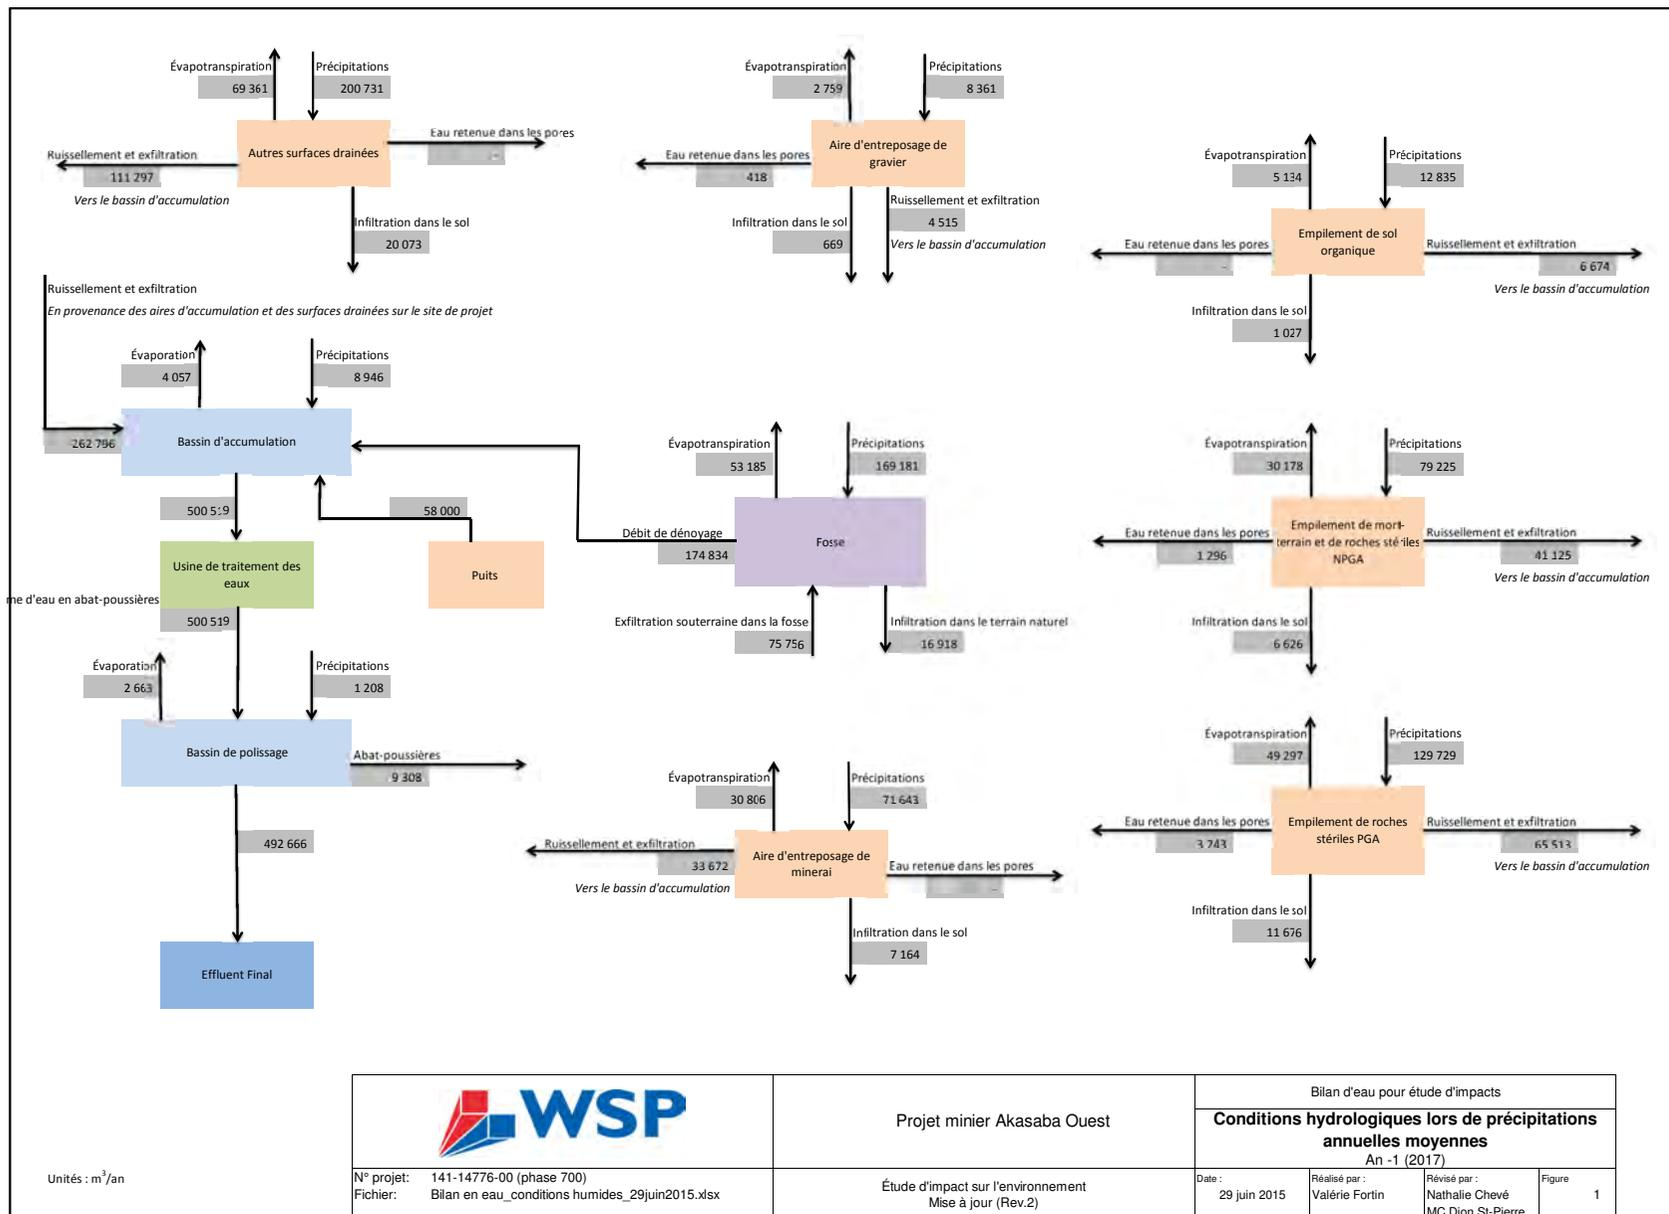 Évapotranspiration
69 361
Précipitations
200 731
Autres surfaces drainées
Eau retenue dans les pores
-
Ruissellement et exfiltration
111 297
Vers le bassin d'accumulation
Infiltration dans le sol
20 073
Évapotranspiration
2 759
Précipitations
8 361
Aire d'entreposage de
gravier
Eau retenue dans les pores
418
Infiltration dans le sol
669
Ruissellement et exfiltration
4 515
Vers le bassin d'accumulation
Évapotranspiration
5 134
Précipitations
12 835
Empilement de sol
organique
Eau retenue dans les pores
-
Ruissellement et exfiltration
6 674
Vers le bassin d'accumulation
Infiltration dans le sol
1 027
Ruissellement et exfiltration
En provenance des aires d'accumulation et des surfaces drainées sur le site de projet
Évaporation
4 057
Précipitations
8 946
262 796
Bassin d'accumulation
500 519
58 000
Usine de traitement des
eaux
Puits
me d'eau en abat-poussières
500 519
Évapotranspiration
53 185
Précipitations
169 181
Débit de dénoyage
174 834
Fosse
Exfiltration souterraine dans la fosse
75 756
Infiltration dans le terrain naturel
16 918
Évapotranspiration
30 178
Précipitations
79 225
Eau retenue dans les pores
1 296
Empilement de mort-
terrain et de roches stériles
NPGA
Ruissellement et exfiltration
41 125
Vers le bassin d'accumulation
Infiltration dans le sol
6 626
Évaporation
2 663
Précipitations
1 208
Bassin de polissage
Abat-poussières
9 308
492 666
Effluent Final
Évapotranspiration
30 806
Précipitations
71 643
Ruissellement et exfiltration
33 672
Vers le bassin d'accumulation
Aire d'entreposage de
minerai
Eau retenue dans les pores
-
Infiltration dans le sol
7 164
Évapotranspiration
49 297
Précipitations
129 729
Eau retenue dans les pores
3 243
Empilement de roches
stériles PGA
Ruissellement et exfiltration
65 513
Vers le bassin d'accumulation
Infiltration dans le sol
11 676
Unités : m³/an
WSP
N° projet: 141-14776-00 (phase 700)
Fichier: Bilan en eau_conditions humides_29juin2015.xlsx
Projet minier Akasaba Ouest
Étude d'impact sur l'environnement
Mise à jour (Rev.2)
Bilan d'eau pour étude d'impacts
Conditions hydrologiques lors de précipitations
annuelles moyennes
An -1 (2017)
Date :
29 juin 2015
Réalisé par :
Valérie Fortin
Révisé par :
Nathalie Chevé
MC Dion St-Pierre
Figure
1